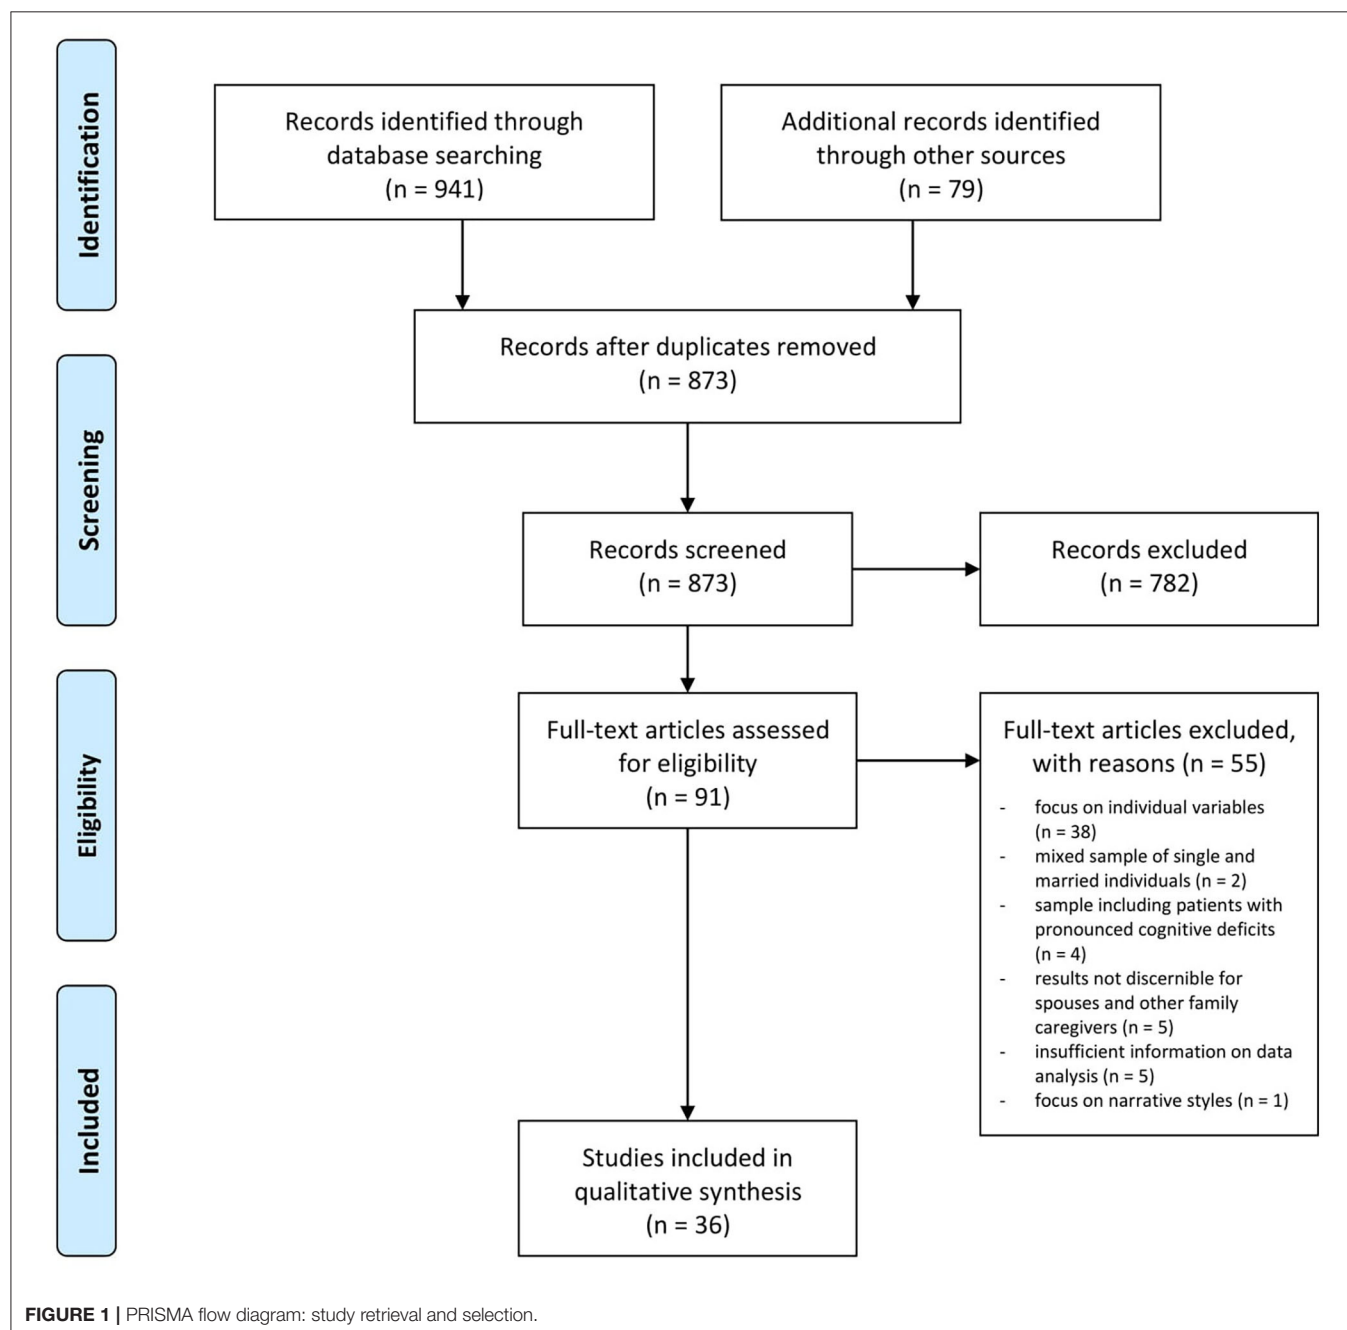 Identification
Records identified through
database searching
(n = 941)
Additional records identified
through other sources
(n = 79)
Records after duplicates removed
(n = 873)
Screening
Records screened
(n = 873)
Records excluded
(n = 782)
Eligibility
Full-text articles assessed
for eligibility
(n = 91)
Full-text articles excluded,
with reasons (n = 55)
- focus on individual variables
(n = 38)
- mixed sample of single and
married individuals (n = 2)
- sample including patients with
pronounced cognitive deficits
(n = 4)
- results not discernible for
spouses and other family
caregivers (n = 5)
- insufficient information on data
analysis (n = 5)
- focus on narrative styles (n = 1)
Included
Studies included in
qualitative synthesis
(n = 36)
FIGURE 1 | PRISMA flow diagram: study retrieval and selection.